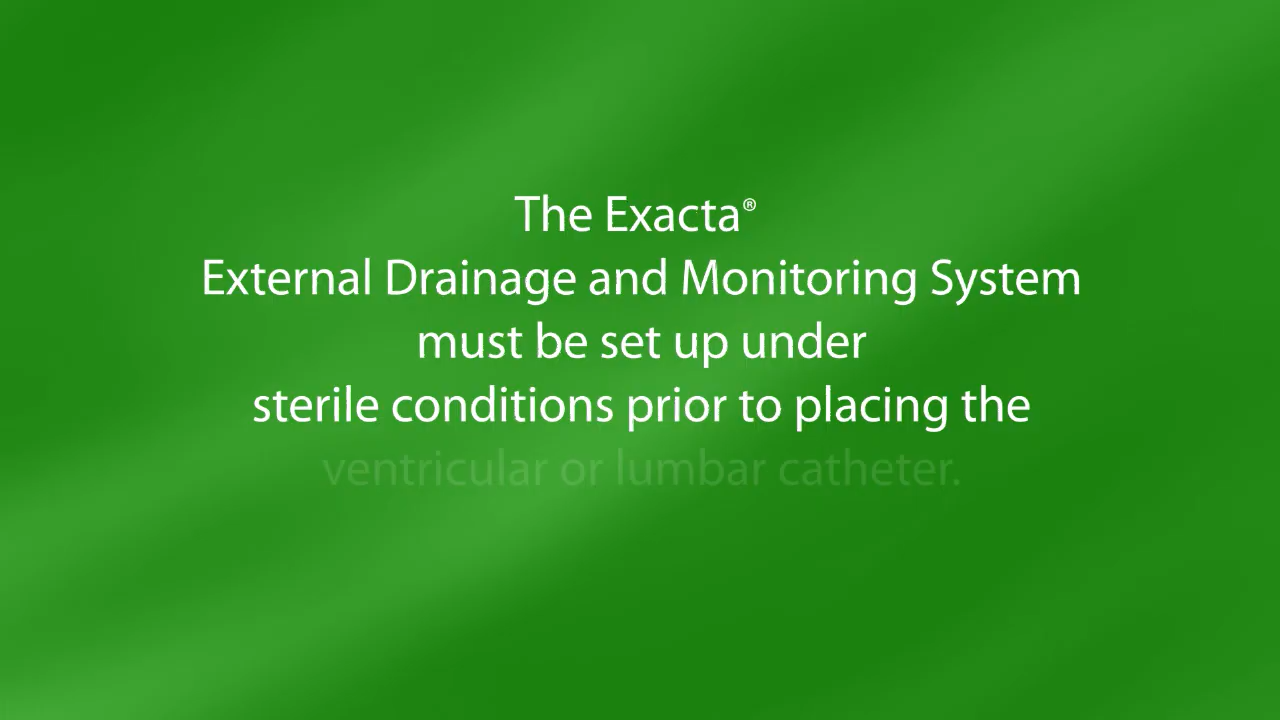 The Exacta®
External Drainage and Monitoring System
must be set up under
sterile conditions prior to placing the
ventricular or lumbar catheter.